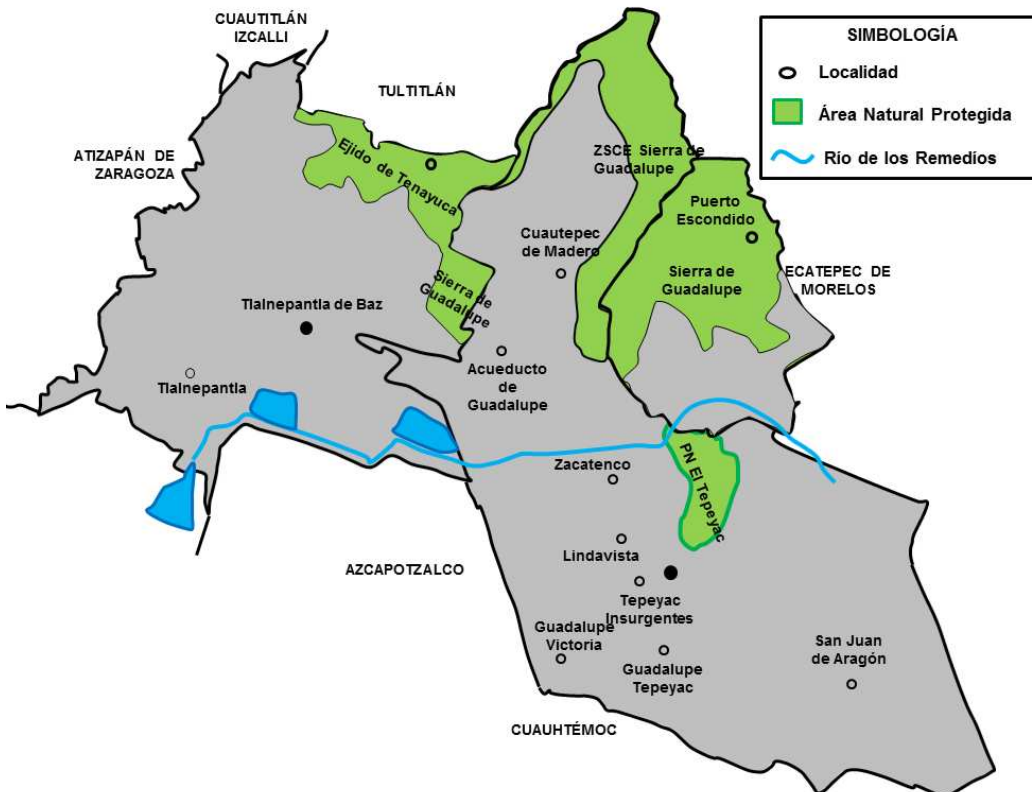 CUAUTITLÁN
IZCALLI
SIMBOLOGÍA
Localidad
Área Natural Protegida
Río de los Remedios
TULTITLÁN
ATIZAPÁN DE
ZARAGOZA
Ejido de Tenayuca
ZSCE Sierra de
Guadalupe
Puerto
Escondido
Cuautepec
de Madero
Sierra de
Guadalupe
Sierra de
Guadalupe
ECATEPEC DE
MORELOS
Tlalnepantla de Baz
Tlalnepantla
Acueducto
de
Guadalupe
Zacatenco
PN El Tepeyac
Lindavista
AZCAPOTZALCO
Tepeyac
Insurgentes
Guadalupe
Victoria
Guadalupe
Tepeyac
San Juan
de Aragón
CUAUHTÉMOC